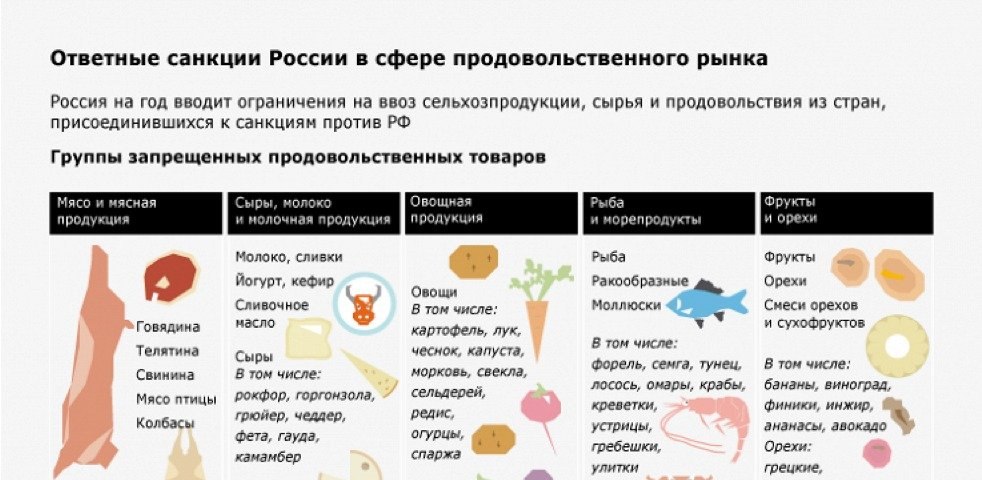 Ответные санкции России в сфере продовольственного рынка
Россия на год вводит ограничения на ввоз сельхозпродукции, сырья и продовольствия из стран,
присоединившихся к санкциям против РФ
Группы запрещенных продовольственных товаров
Мясо и мясная
продукция
Говядина
Телятина
Свинина
Мясо птицы
Колбасы
Сыры, молоко
и молочная продукция
Молоко, сливки
Йогурт, кефир
Сливочное
масло
Сыры
В том числе:
рокфор, горгонзола,
грюйер, чеддер,
фета, гауда,
камамбер
Овощная
продукция
Овощи
В том числе:
картофель, лук,
чеснок, капуста,
морковь, свекла,
сельдерей,
редис,
огурцы,
спаржа
Рыба
и морепродукты
Рыба
Ракообразные
Моллюски
В том числе:
форель, семга, тунец,
лосось, омары, крабы,
креветки,
устрицы,
гребешки,
улитки
Фрукты
и орехи
Фрукты
Орехи
Смеси орехов
и сухофруктов
В том числе:
бананы, виноград,
финики, инжир,
ананасы, авокадо
Орехи:
грецкие,